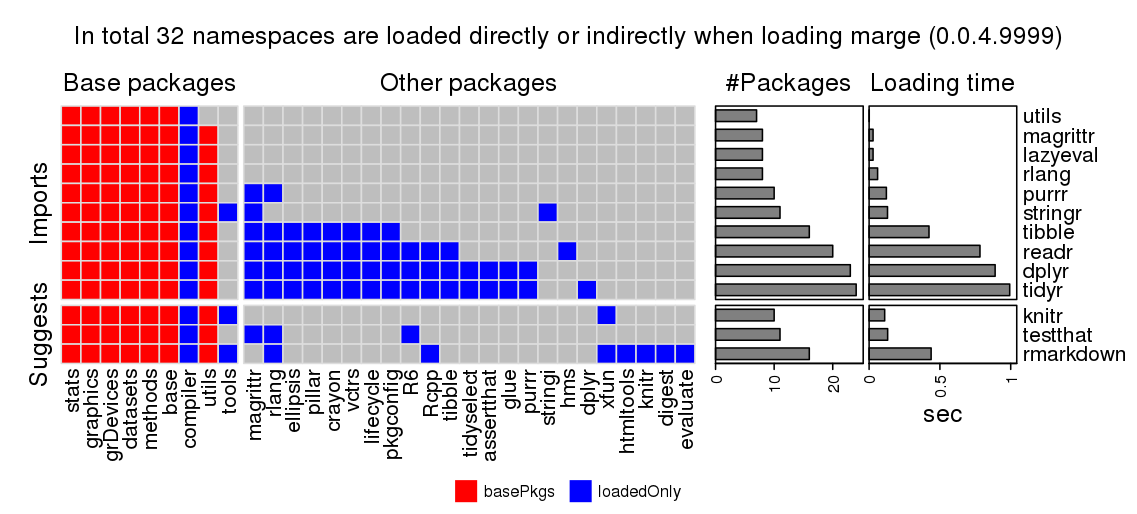 In total 32 namespaces are loaded directly or indirectly when loading marge (0.0.4.9999)
Base packages
Other packages
#Packages
Loading time
Imports
Suggests
utils
magrittr
lazyeval
rlang
purrr
stringr
tibble
readr
dplyr
tidyr
knitr
testthat
rmarkdown
stats
graphics
grDevices
datasets
methods
base
compiler
utils
tools
magrittr
rlang
ellipsis
pillar
crayon
vctrs
lifecycle
pkgconfig
R6
Rcpp
tibble
tidyselect
assertthat
glue
purrr
stringi
hms
dplyr
xfun
htmltools
knitr
digest
evaluate
0
10
20
0
0.5
1
sec
basePkgs
loadedOnly